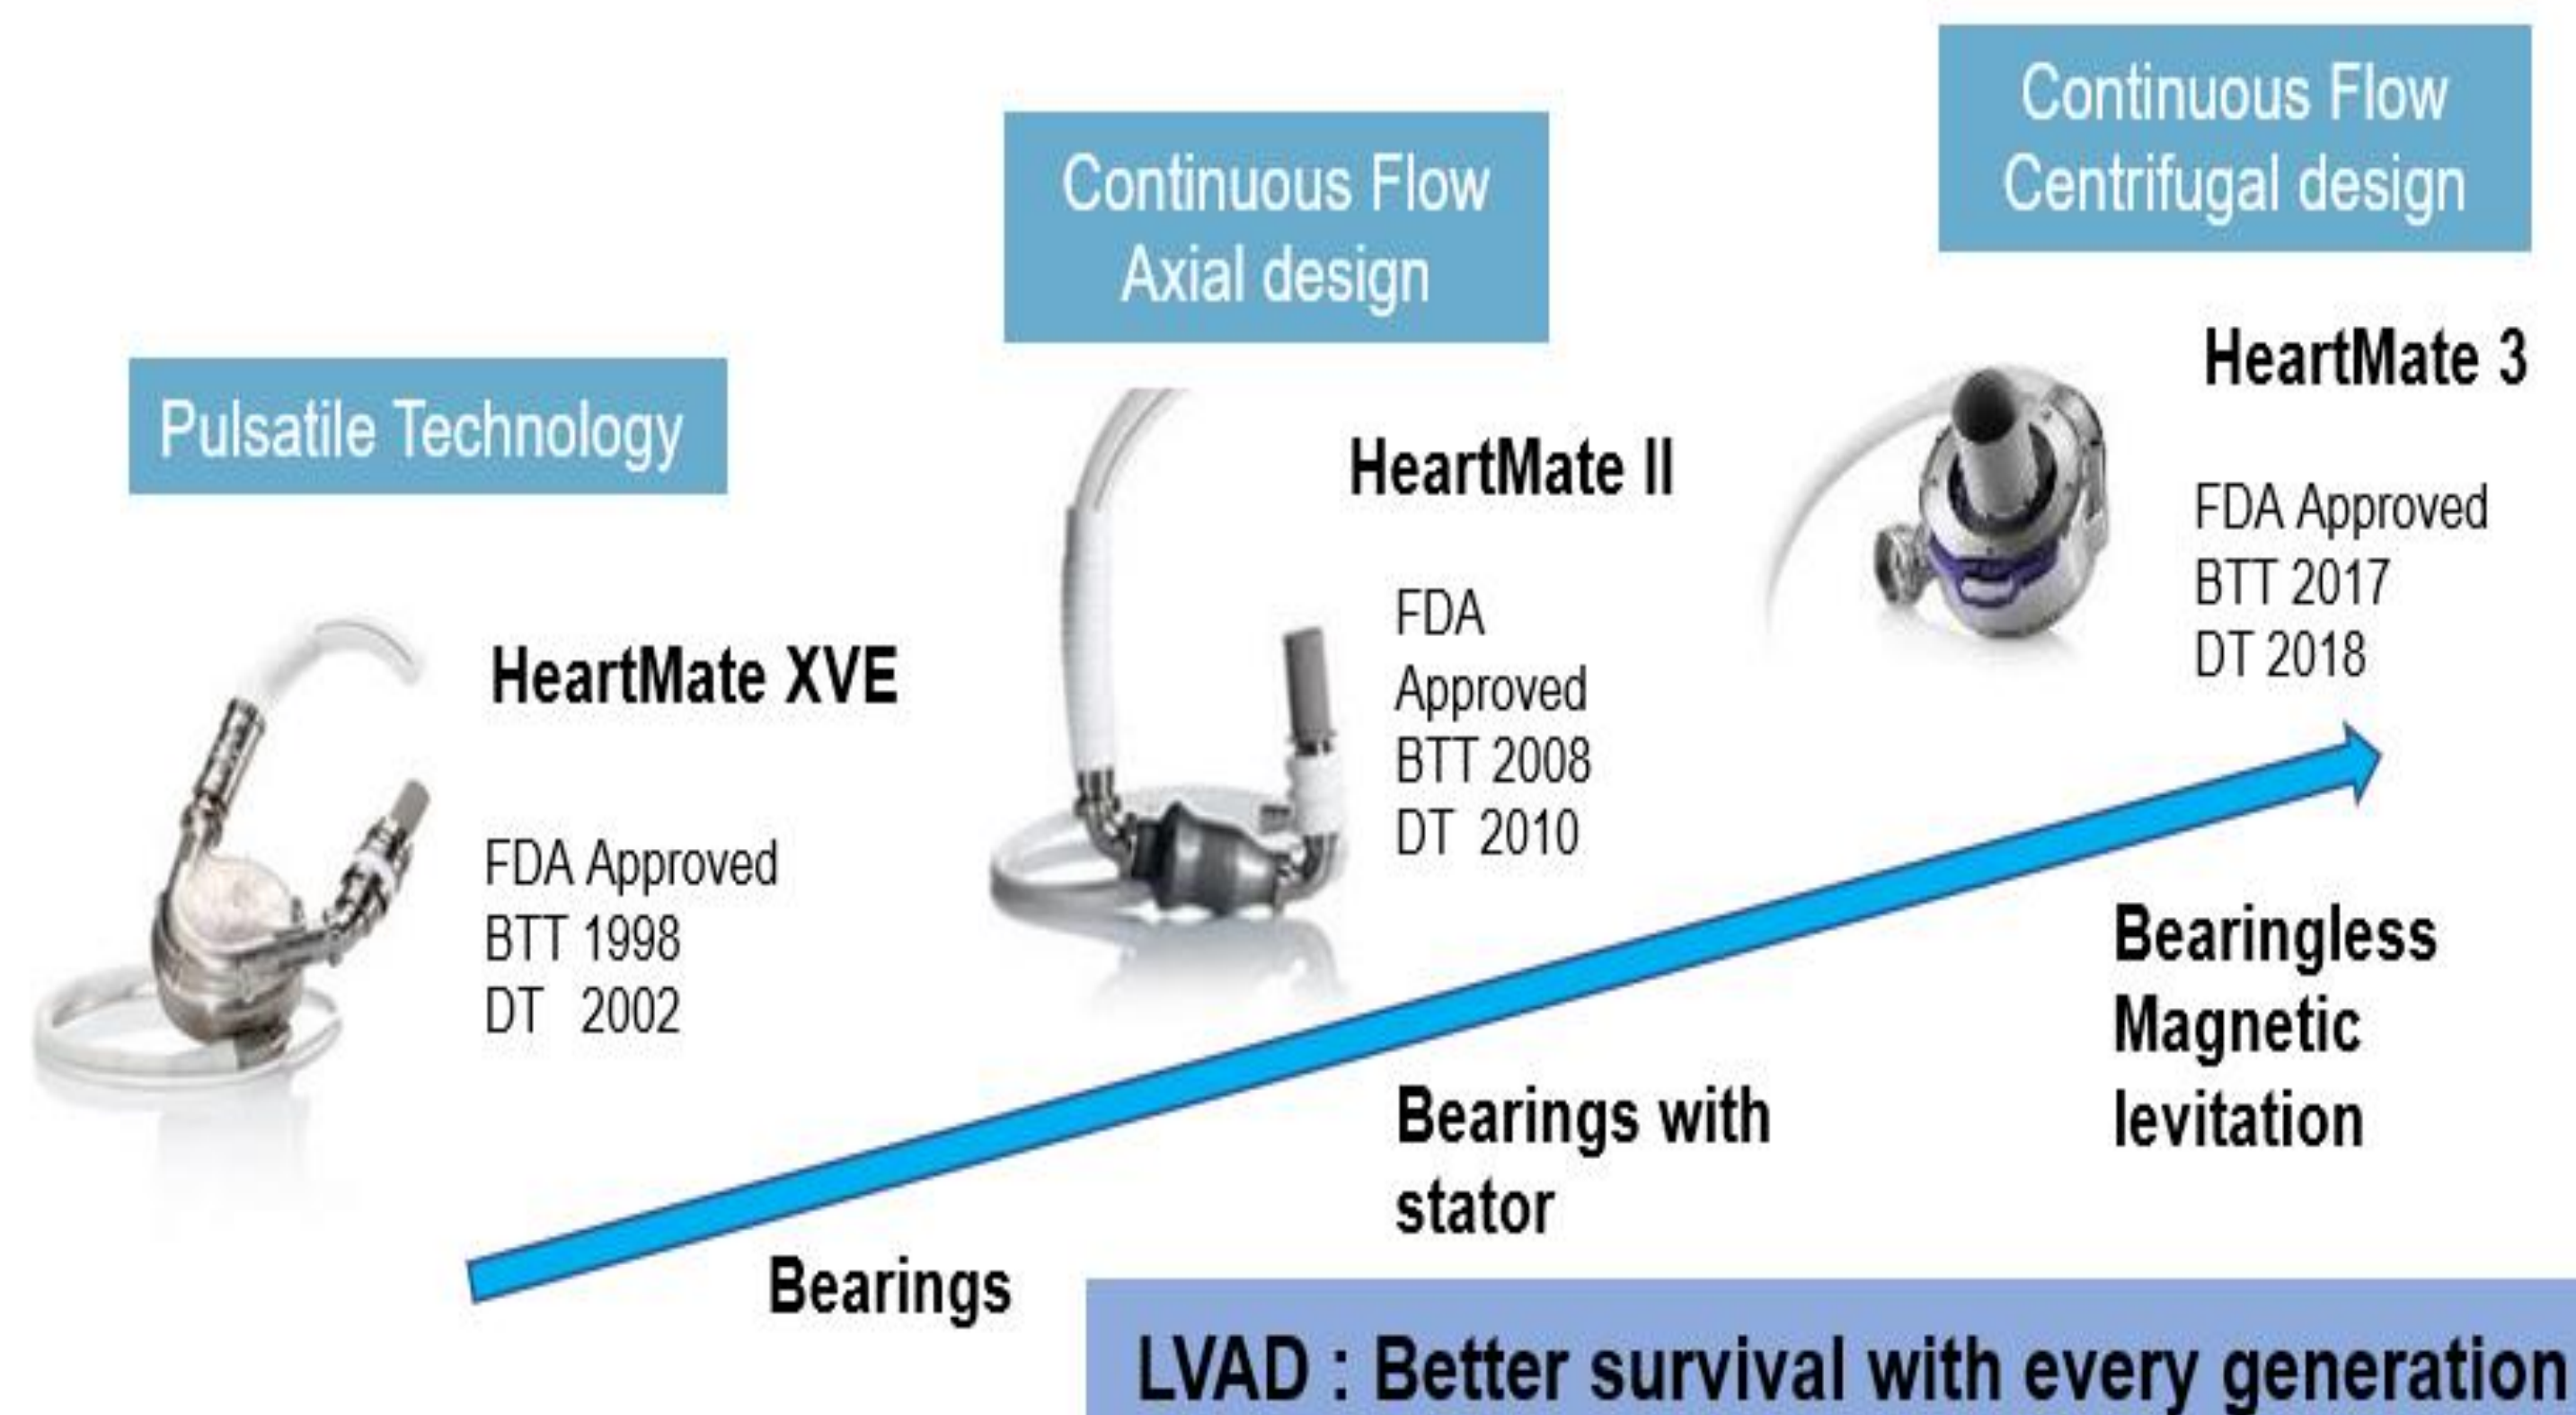 Pulsatile Technology
HeartMate XVE
FDA Approved
BTT 1998
DT 2002
Bearings
Continuous Flow
Axial design
HeartMate II
FDA
Approved
BTT 2008
DT 2010
Bearings with
stator
Continuous Flow
Centrifugal design
HeartMate 3
FDA Approved
BTT 2017
DT 2018
Bearingless
Magnetic
levitation
LVAD : Better survival with every generation